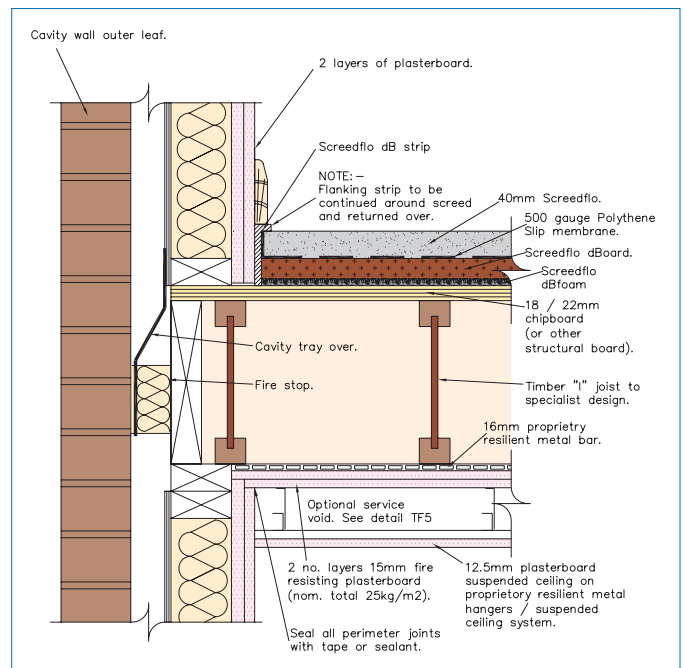 Cavity wall outer leaf.
2 layers of plasterboard.
Screedflo dB strip
NOTE:–
Flanking strip to be
continued around screed
and returned over.
40mm Screedflo.
500 gauge Polythene
Slip membrane.
Screedflo dBoard.
Screedflo
dBfoam
18 / 22mm
chipboard
(or other
structural board).
Cavity tray over.
Fire stop.
Timber "I" joist to
specialist design.
16mm proprietry
resilient metal bar.
Optional service
void. See detail TF5
2 no. layers 15mm fire
resisting plasterboard
(nom. total 25kg/m2).
12.5mm plasterboard
suspended ceiling on
propriotory resilient metal
hangers / suspended
ceiling system.
Seal all perimeter joints
with tape or sealant.